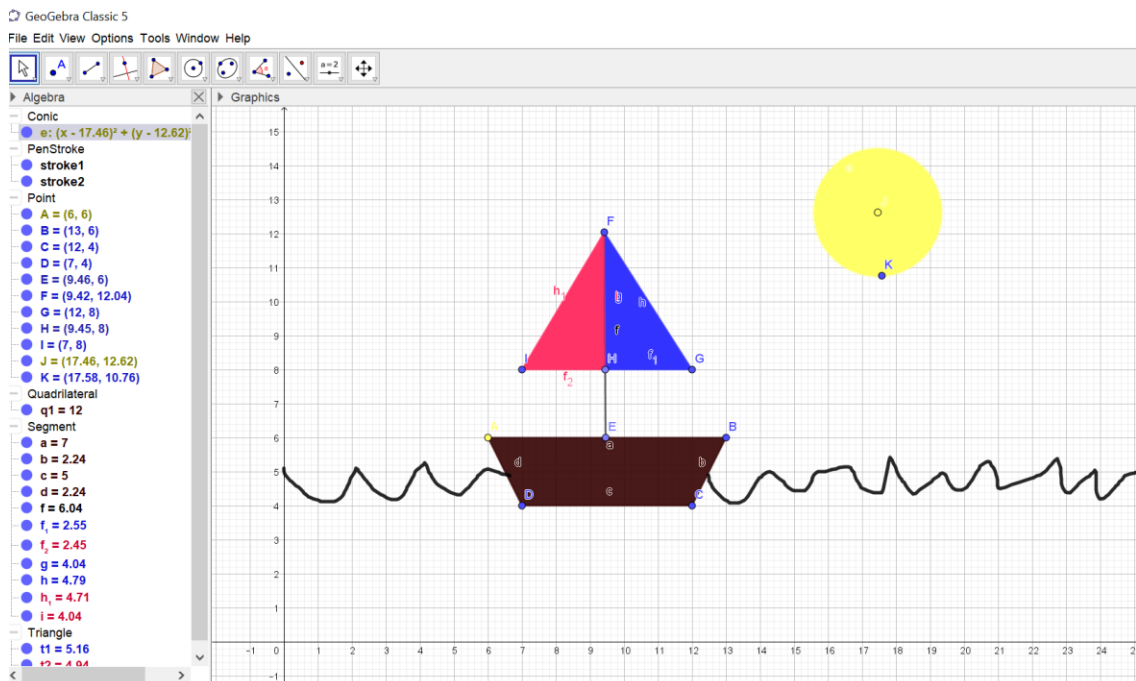 GeoGebra Classic 5
File Edit View Options Tools Window Help
A
a=2
Algebra
Graphics
Conic
e: (x - 17.46)² + (y - 12.62)²
PenStroke
stroke1
stroke2
Point
A = (6, 6)
B = (13, 6)
C = (12, 4)
D = (7, 4)
E = (9.46, 6)
F = (9.42, 12.04)
G = (12, 8)
H = (9.45, 8)
I = (7, 8)
J = (17.46, 12.62)
K = (17.58, 10.76)
Quadrilateral
q1 = 12
Segment
a = 7
b = 2.24
c = 5
d = 2.24
f = 6.04
f₁ = 2.55
f₂ = 2.45
g = 4.04
h = 4.79
h₁ = 4.71
i = 4.04
Triangle
t1 = 5.16
t2 = 4.94
15
14
13
12
11
10
9
8
7
6
5
4
3
2
1
-1
F
J
K
h₁
h
f
I
H
f₁
G
f₂
A
E
B
a
d
b
c
D
C
-1 0 1 2 3 4 5 6 7 8 9 10 11 12 13 14 15 16 17 18 19 20 21 22 23 24